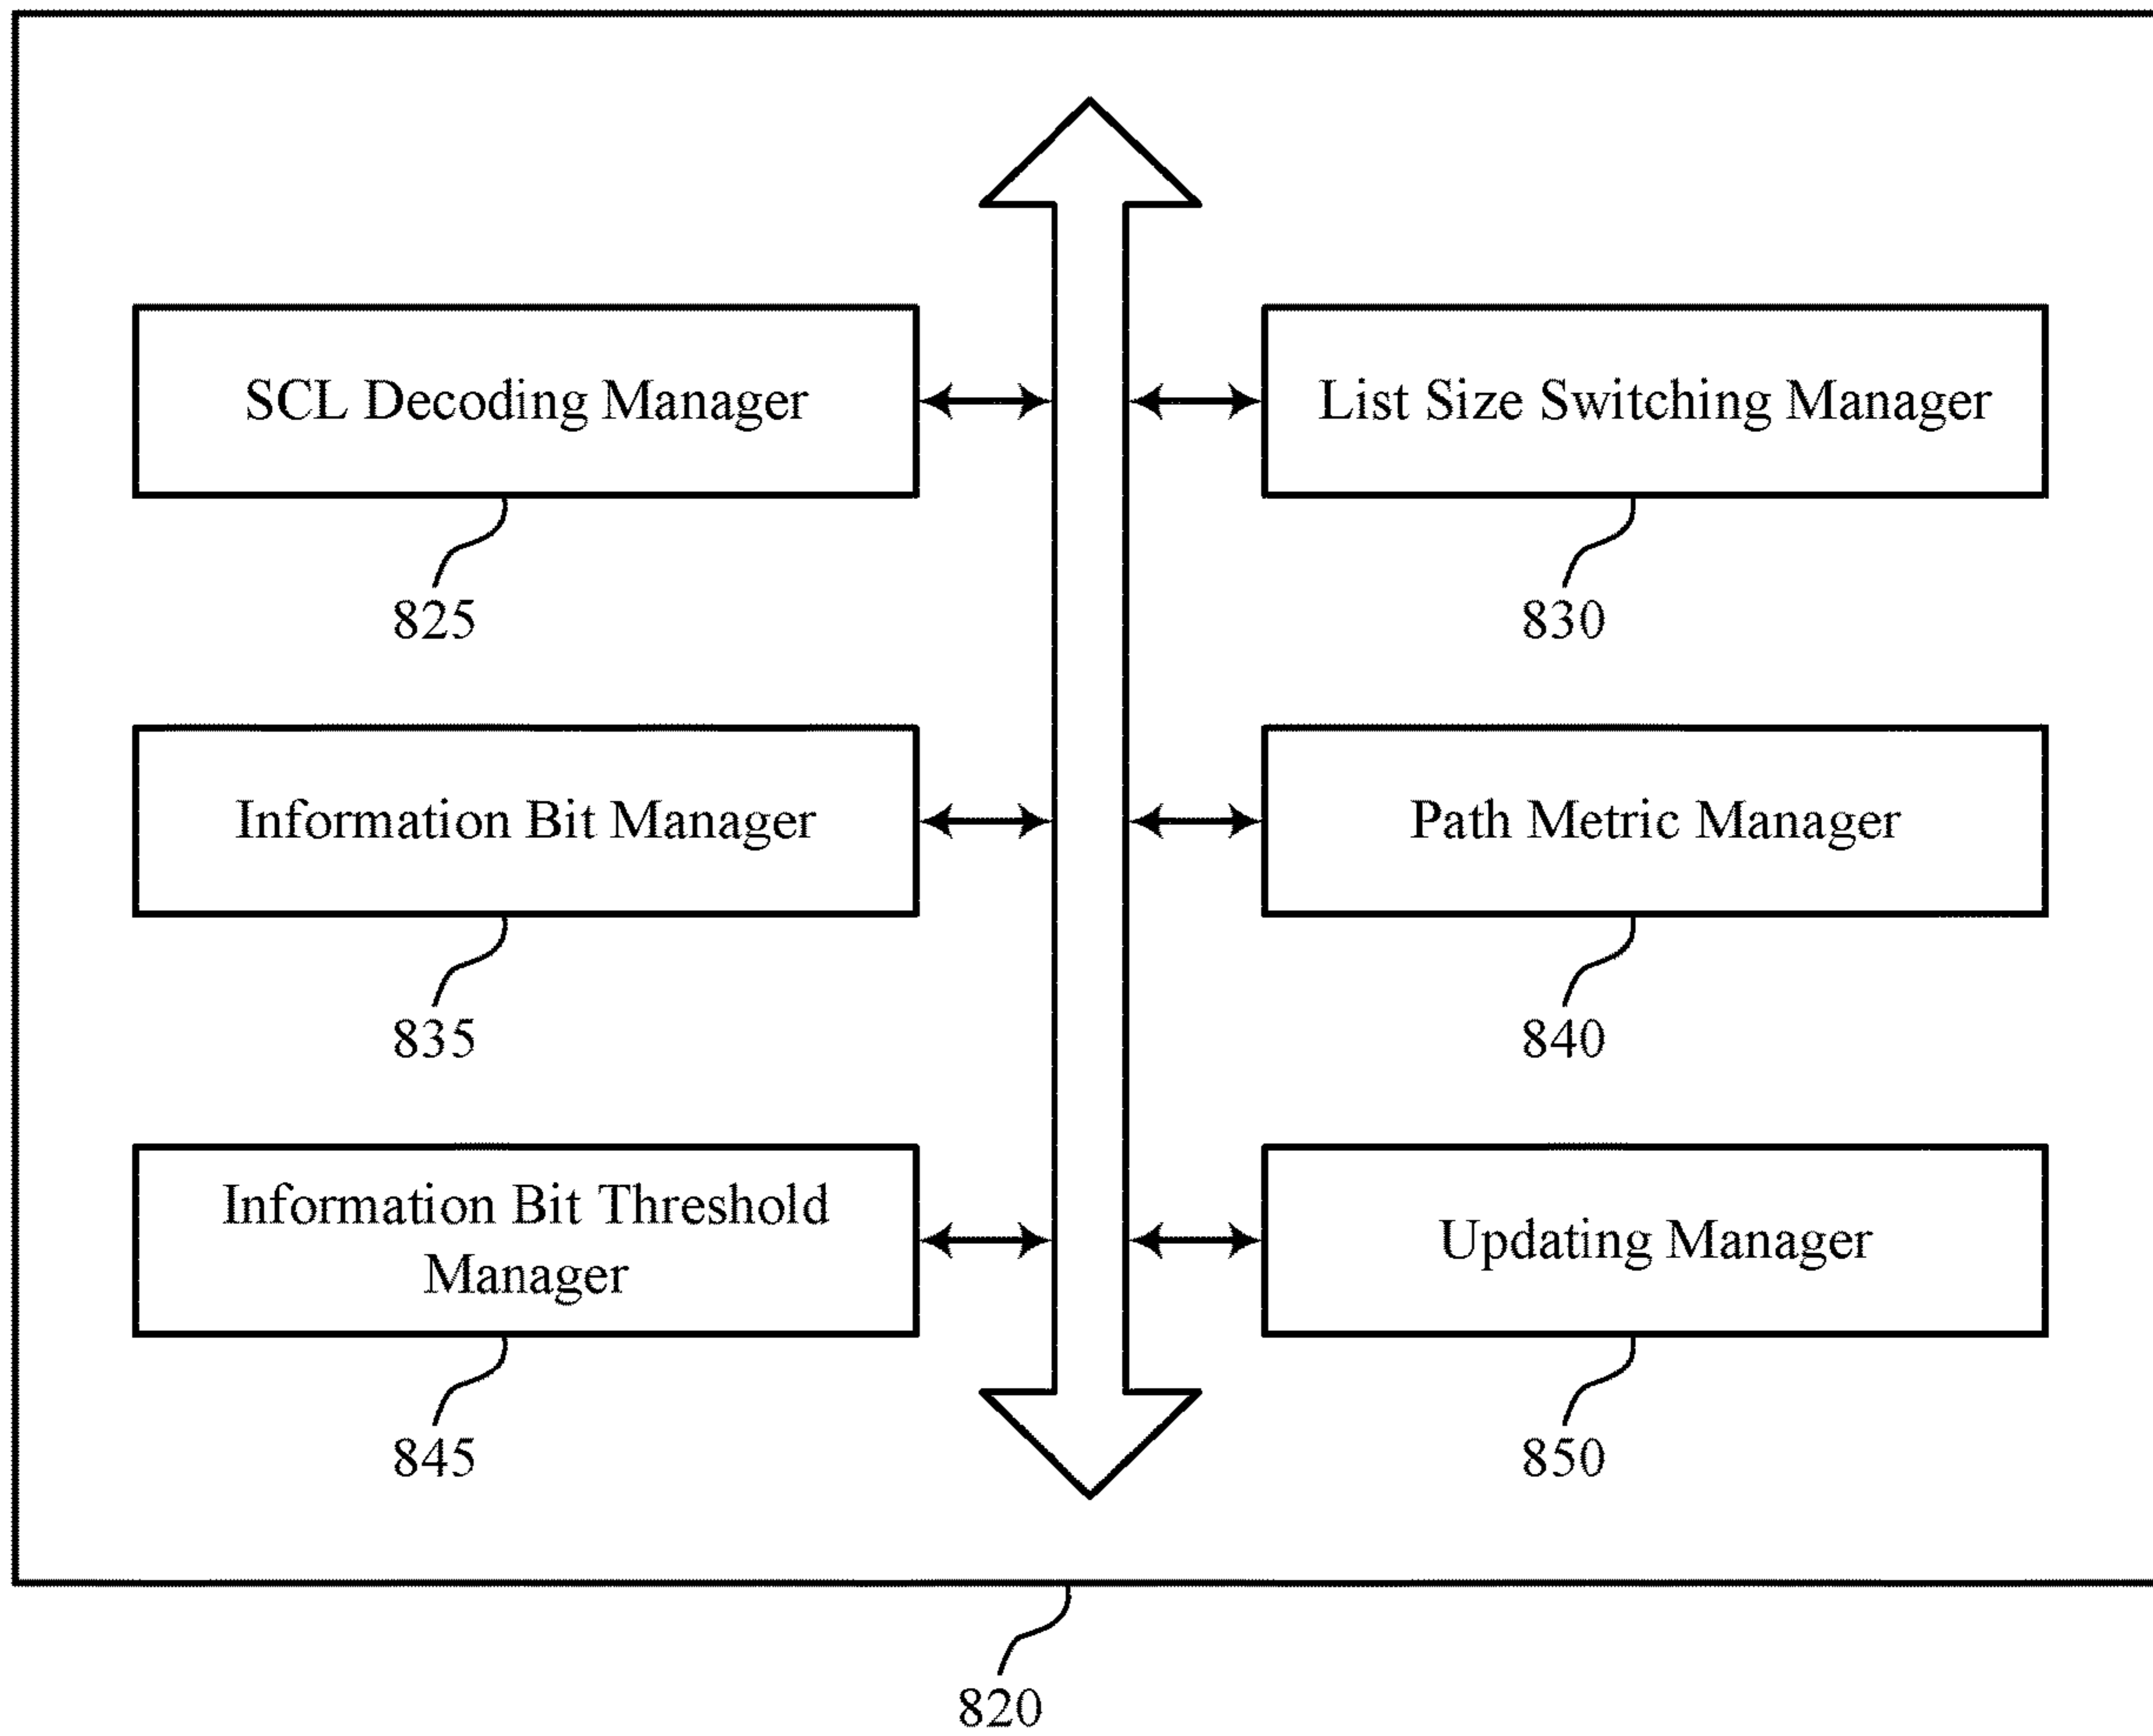 SCL Decoding Manager
List Size Switching Manager
825
830
Information Bit Manager
Path Metric Manager
835
840
Information Bit Threshold
Manager
Updating Manager
845
850
820